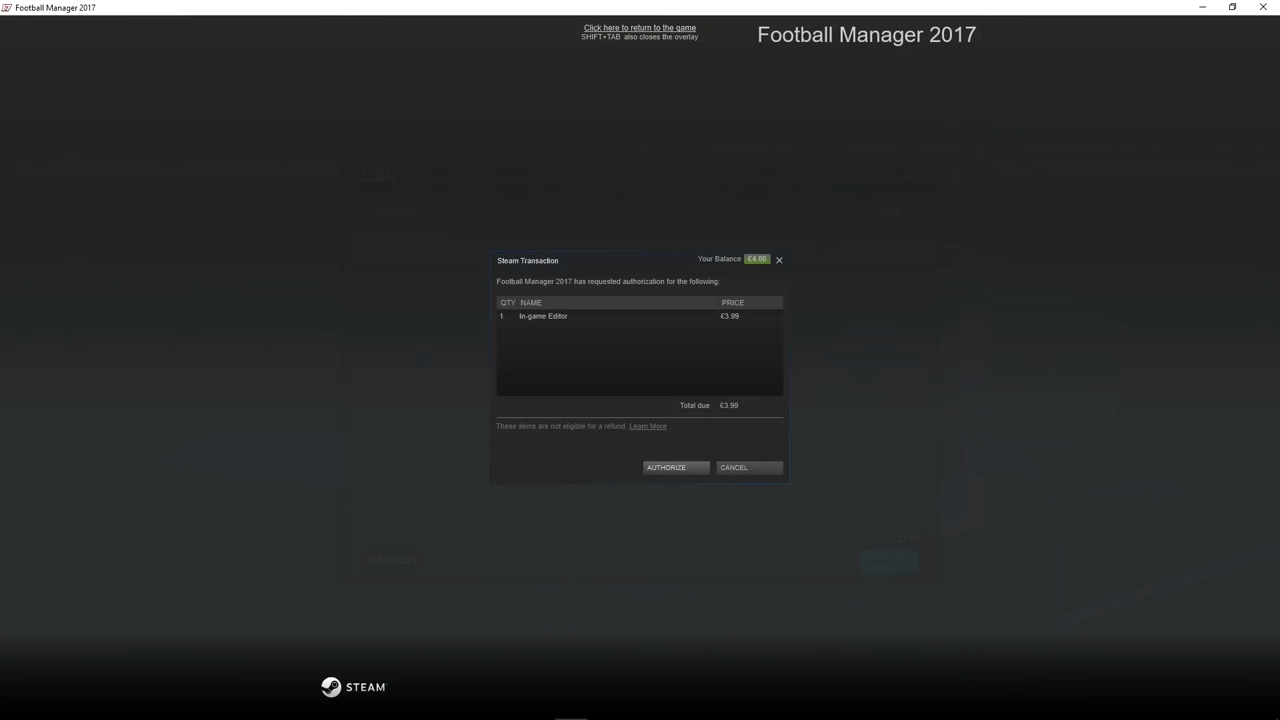 Football Manager 2017
Click here to return to the game
SHIFT+TAB also closes the overlay
Football Manager 2017
CART
Steam Transaction
Your Balance £4.00
Football Manager 2017 has requested authorization for the following:
QTY NAME PRICE
1 In-game Editor £3.99
Total due £3.99
These items are not eligible for a refund. Learn More
AUTHORIZE CANCEL
CLEAR CART
STEAM